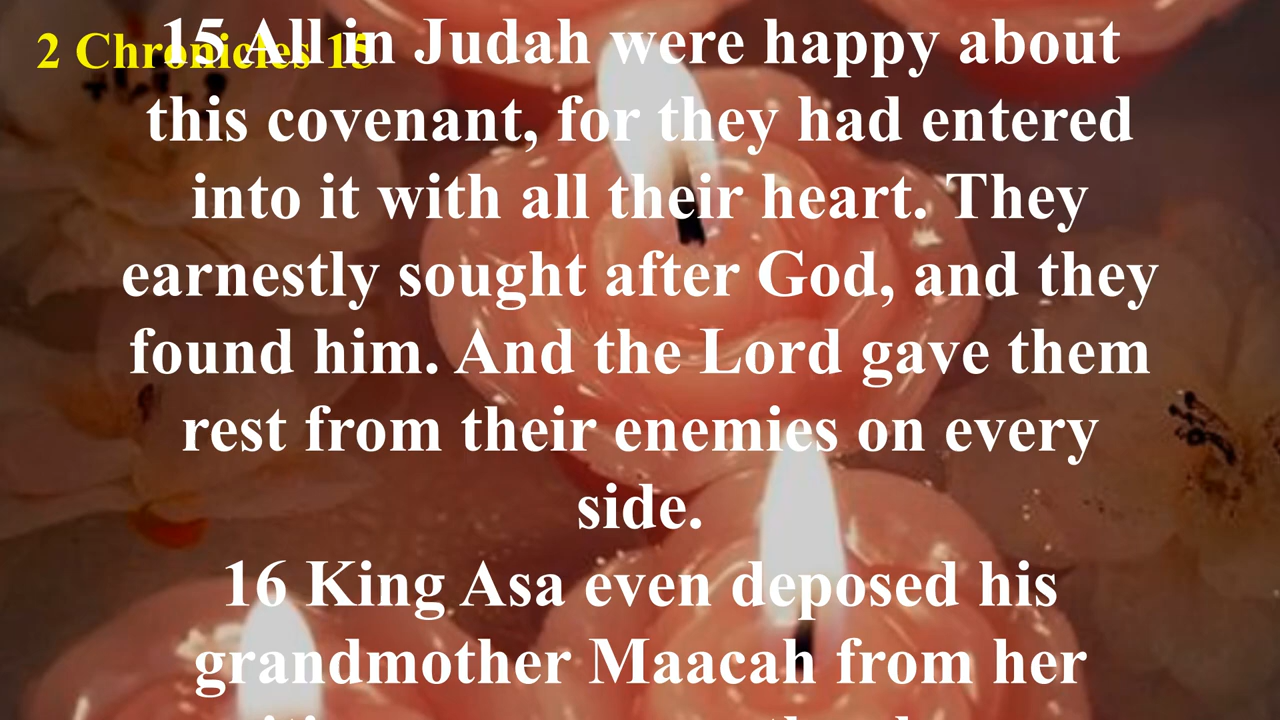 2 Chronicles 15
15 All in Judah were happy about
this covenant, for they had entered
into it with all their heart. They
earnestly sought after God, and they
found him. And the Lord gave them
rest from their enemies on every
side.
16 King Asa even deposed his
grandmother Maacah from her